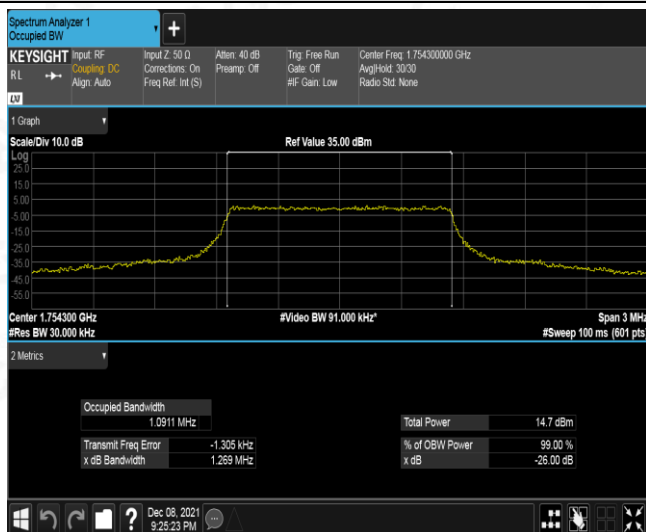 Spectrum Analyzer 1
Occupied BW
+
KEYSIGHT
RL
LXI
Input: RF
Coupling: DC
Align: Auto
Input Z: 50 Ω
Corrections: On
Freq Ref: Int (S)
Atten: 40 dB
Preamp: Off
Trig: Free Run
Gate: Off
#IF Gain: Low
Center Freq: 1.754300000 GHz
Avg|Hold: 30/30
Radio Std: None
1 Graph
Scale/Div 10.0 dB
Ref Value 35.00 dBm
Log
25.0
15.0
5.00
-5.00
-15.0
-25.0
-35.0
-45.0
-55.0
Center 1.754300 GHz
#Video BW 91.000 kHz*
Span 3 MHz
#Res BW 30.000 kHz
#Sweep 100 ms (601 pts)
2 Metrics
Occupied Bandwidth
1.0911 MHz
Total Power 14.7 dBm
Transmit Freq Error -1.305 kHz
% of OBW Power 99.00 %
x dB Bandwidth 1.269 MHz
x dB -26.00 dB
?
Dec 08, 2021
9:25:23 PM